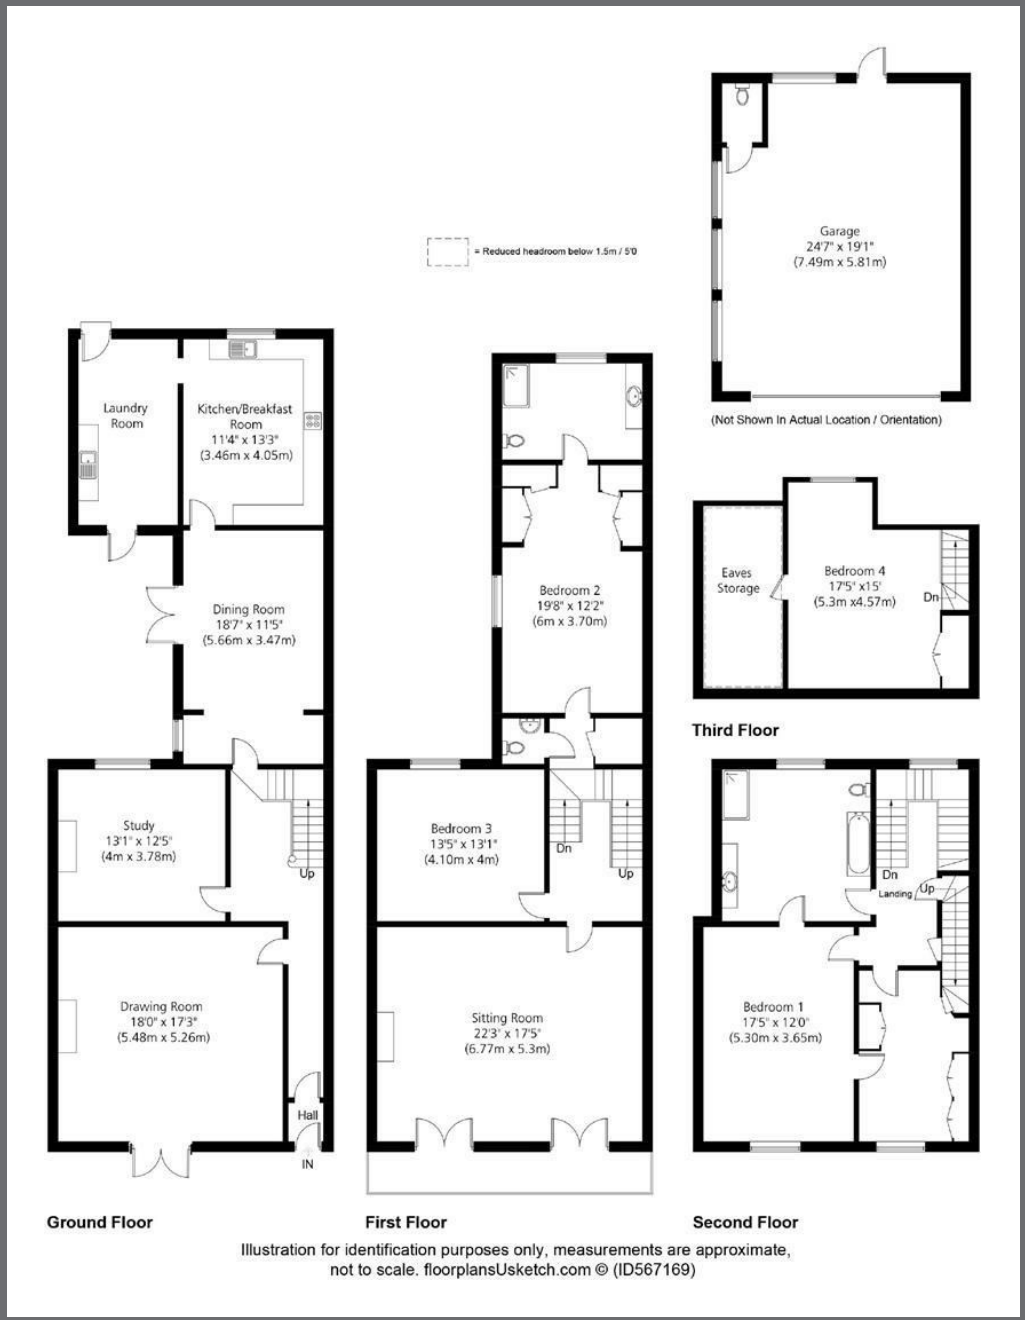 Garage
24'7" x 19'1"
(7.49m x 5.81m)
= Reduced headroom below 1.5m / 5'0
(Not Shown In Actual Location / Orientation)
Laundry
Room
Kitchen/Breakfast
Room
11'4" x 13'3"
(3.46m x 4.05m)
Dining Room
18'7" x 11'5"
(5.66m x 3.47m)
Study
13'1" x 12'5"
(4m x 3.78m)
Up
Drawing Room
18'0" x 17'3"
(5.48m x 5.26m)
Hall
IN
Ground Floor
Bedroom 2
19'8" x 12'2"
(6m x 3.70m)
Bedroom 3
13'5" x 13'1"
(4.10m x 4m)
Dn
Up
Sitting Room
22'3" x 17'5"
(6.77m x 5.3m)
First Floor
Eaves
Storage
Bedroom 4
17'5" x15'
(5.3m x4.57m)
Dn
Third Floor
Dn
Landing
Up
Bedroom 1
17'5" x 12'0"
(5.30m x 3.65m)
Second Floor
Illustration for identification purposes only, measurements are approximate,
not to scale. floorplansUsketch.com © (ID567169)